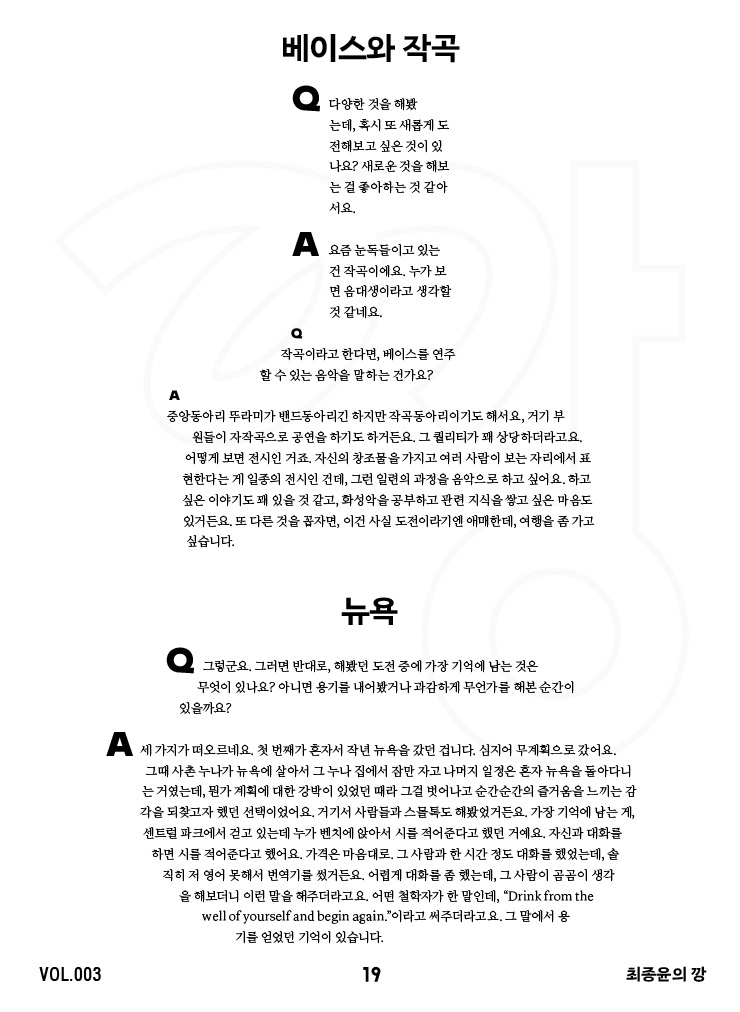 베이스와 작곡
Q 다양한 것을 해봤
는데, 혹시 또 새롭게 도
전해보고 싶은 것이 있
나요? 새로운 것을 해보
는 걸 좋아하는 것 같아
서요.
A 요즘 눈독들이고 있는
건 작곡이에요. 누가 보
면 음대생이라고 생각할
것 같네요.
Q
작곡이라고 한다면, 베이스를 연주
할 수 있는 음악을 말하는 건가요?
A
중앙동아리 뚜라미가 밴드동아리긴 하지만 작곡동아리이기도 해서요, 거기 부
원들이 자작곡으로 공연을 하기도 하거든요. 그 퀄리티가 꽤 상당하더라고요.
어떻게 보면 전시인 거죠. 자신의 창조물을 가지고 여러 사람이 보는 자리에서 표
현한다는 게 일종의 전시인 건데, 그런 일련의 과정을 음악으로 하고 싶어요. 하고
싶은 이야기도 꽤 있을 것 같고, 화성악을 공부하고 관련 지식을 쌓고 싶은 마음도
있거든요. 또 다른 것을 꼽자면, 이건 사실 도전이라기엔 애매한데, 여행을 좀 가고
싶습니다.
뉴욕
Q 그렇군요. 그러면 반대로, 해봤던 도전 중에 가장 기억에 남는 것은
무엇이 있나요? 아니면 용기를 내어봤거나 과감하게 무언가를 해본 순간이
있을까요?
A 세 가지가 떠오르네요. 첫 번째가 혼자서 작년 뉴욕을 갔던 겁니다. 심지어 무계획으로 갔어요.
그때 사촌 누나가 뉴욕에 살아서 그 누나 집에서 잠만 자고 나머지 일정은 혼자 뉴욕을 돌아다니
는 거였는데, 뭔가 계획에 대한 강박이 있었던 때라 그걸 벗어나고 순간순간의 즐거움을 느끼는 감
각을 되찾고자 했던 선택이었어요. 거기서 사람들과 스몰톡도 해봤었거든요. 가장 기억에 남는 게,
센트럴 파크에서 걷고 있는데 누가 벤치에 앉아서 시를 적어준다고 했던 거예요. 자신과 대화를
하면 시를 적어준다고 했어요. 가격은 마음대로. 그 사람과 한 시간 정도 대화를 했었는데, 솔
직히 저 영어 못해서 번역기를 썼거든요. 어렵게 대화를 좀 했는데, 그 사람이 곰곰이 생각
을 해보더니 이런 말을 해주더라고요. 어떤 철학자가 한 말인데, “Drink from the
well of yourself and begin again.”이라고 써주더라고요. 그 말에서 용
기를 얻었던 기억이 있습니다.
VOL.003
19
최종윤의 깡